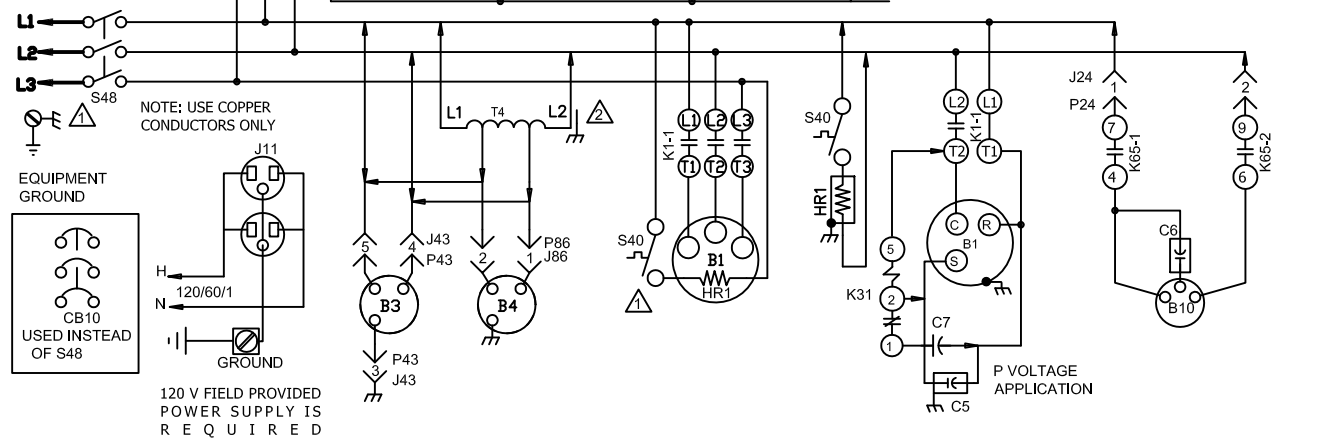 L1
L2
L3
S48
1
NOTE: USE COPPER
CONDUCTORS ONLY
EQUIPMENT
GROUND
J11
CB10
USED INSTEAD
OF S48
H
120/60/1
N
GROUND
120 V FIELD PROVIDED
POWER SUPPLY IS
REQUIRED
L1
T4
L2
2
5
4
J43
P43
2
1
P86
J86
B3
B4
3
P43
J43
S40
1
K1-1
L1
L2
L3
T1
T2
T3
B1
HR1
S40
HR1
L2
L1
K1-1
T2
T1
C
R
B1
S
5
K31
2
1
C7
C5
P VOLTAGE
APPLICATION
J24
1
P24
7
K65-1
4
C6
B10
2
9
K65-2
6